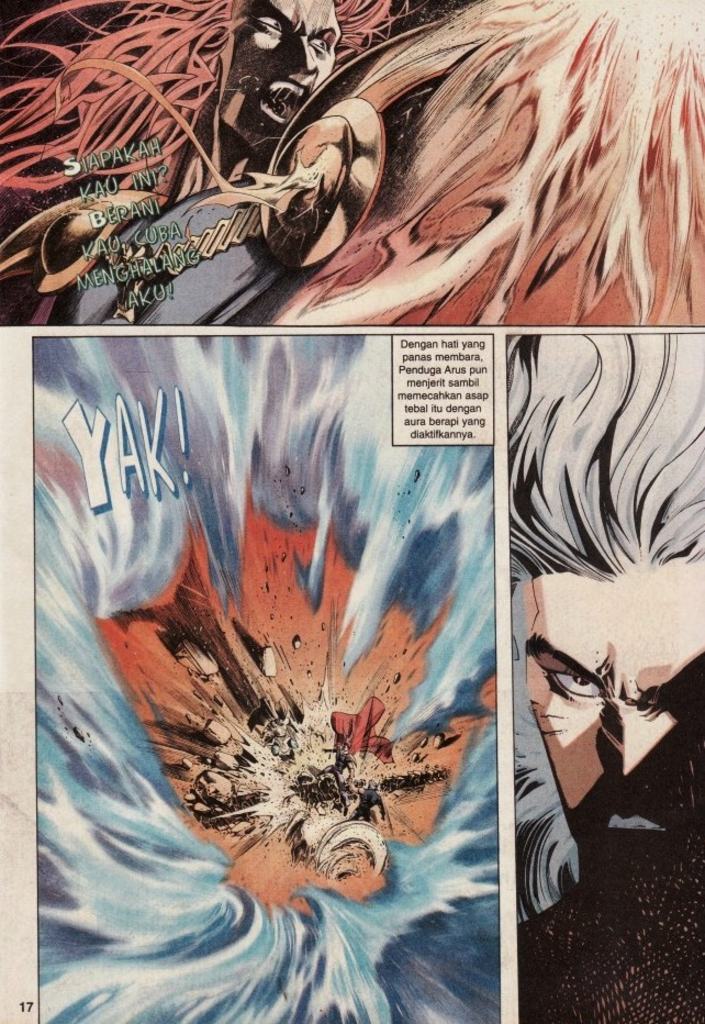 SIAPAKAH
KAU INI?
BERANI
KAU CUBA
MENGHALANG
AKU!
Dengan hati yang
panas membara,
Penduga Arus pun
menjerit sambil
memecahkan asap
tebal itu dengan
aura berapi yang
diaktifkannya.
YAK!
17